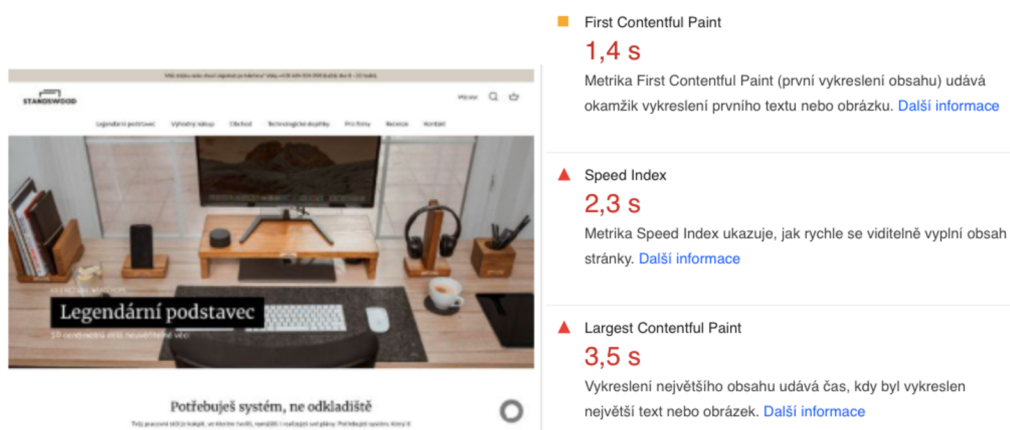 STANDSWOOD
Legendární podstavec Výhodný nákup Obchod Technologické doplňky Pro firmy Recenze Kontakt
Legendární podstavec
Potřebuješ systém, ne odkladiště
First Contentful Paint
1,4 s
Metrika First Contentful Paint (první vykreslení obsahu) udává
okamžik vykreslení prvního textu nebo obrázku. Další informace
Speed Index
2,3 s
Metrika Speed Index ukazuje, jak rychle se viditelně vyplní obsah
stránky. Další informace
Largest Contentful Paint
3,5 s
Vykreslení největšího obsahu udává čas, kdy byl vykreslen
největší text nebo obrázek. Další informace